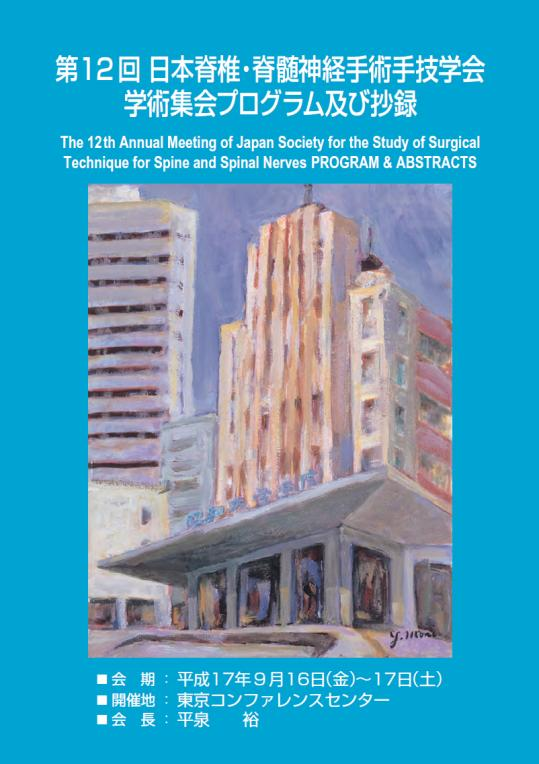 第12回 日本脊椎・脊髄神経手術手技学会
学術集会プログラム及び抄録
The 12th Annual Meeting of Japan Society for the Study of Surgical
Technique for Spine and Spinal Nerves PROGRAM & ABSTRACTS
■会　期：平成17年9月16日(金)～17日(土)
■開催地：東京コンファレンスセンター
■会　長：平泉　　裕